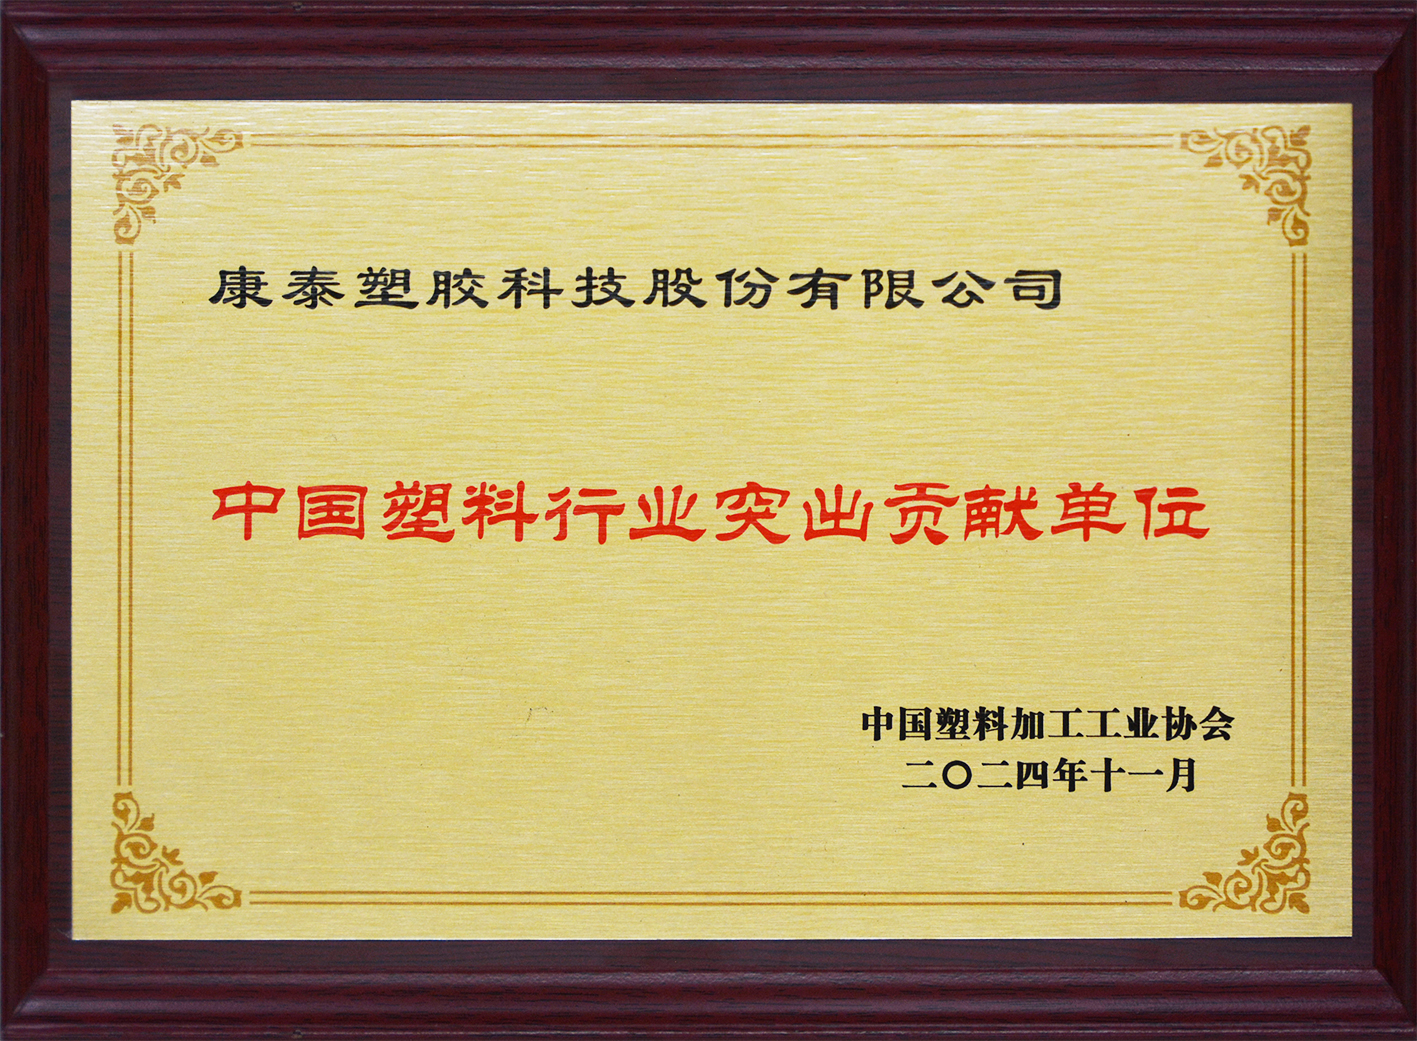 康泰塑胶科技股份有限公司
中国塑料行业突出贡献单位
中国塑料加工工业协会
二〇二四年十一月